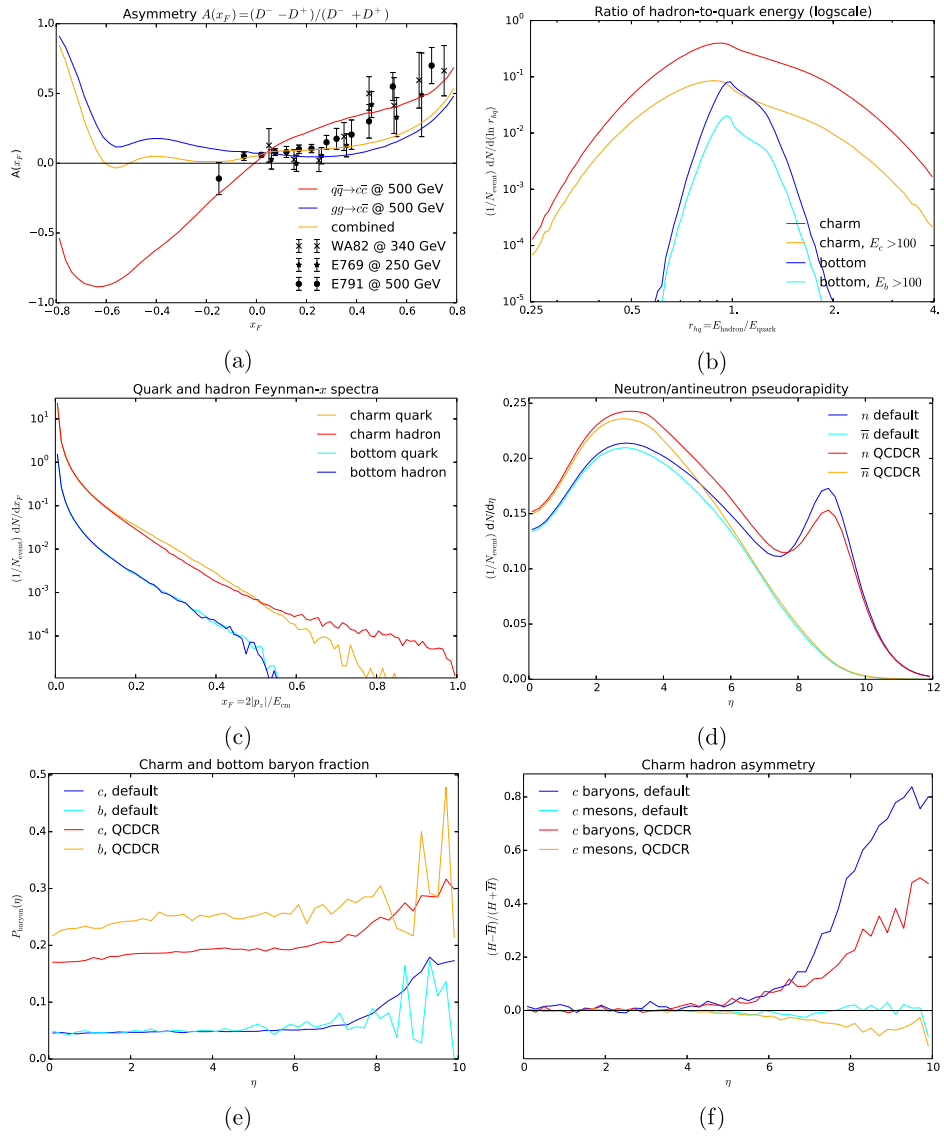 Asymmetry A(x_F)=(D⁻ −D⁺)/(D⁻ +D⁺)
1.0
0.5
0.0
−0.5
−1.0
A(x_F)
qq̅→cc̅ @ 500 GeV
gg→cc̅ @ 500 GeV
combined
WA82 @ 340 GeV
E769 @ 250 GeV
E791 @ 500 GeV
−0.8 −0.6 −0.4 −0.2 0.0 0.2 0.4 0.6 0.8
x_F
(a)
Ratio of hadron-to-quark energy (logscale)
10⁰
10⁻¹
10⁻²
10⁻³
10⁻⁴
10⁻⁵
(1/N_event) dN/d(ln r_hq)
charm
charm, E_c >100
bottom
bottom, E_b >100
0.25 0.5 1.0 2.0 4.
r_hq=E_hadron/E_quark
(b)
Quark and hadron Feynman-x spectra
10¹
10⁰
10⁻¹
10⁻²
10⁻³
10⁻⁴
(1/N_event) dN/dx_F
charm quark
charm hadron
bottom quark
bottom hadron
0.0 0.2 0.4 0.6 0.8 1.0
x_F =2|p_z|/E_cm
(c)
Neutron/antineutron pseudorapidity
0.25
0.20
0.15
0.10
0.05
0.00
(1/N_event) dN/dη
n default
n̅ default
n QCDCR
n̅ QCDCR
0 2 4 6 8 10 12
η
(d)
Charm and bottom baryon fraction
0.5
0.4
0.3
0.2
0.1
0.0
P_baryon(η)
c, default
b, default
c, QCDCR
b, QCDCR
0 2 4 6 8 10
η
(e)
Charm hadron asymmetry
0.8
0.6
0.4
0.2
0.0
(H−H̅)/(H+H̅)
c baryons, default
c mesons, default
c baryons, QCDCR
c mesons, QCDCR
0 2 4 6 8 10
η
(f)